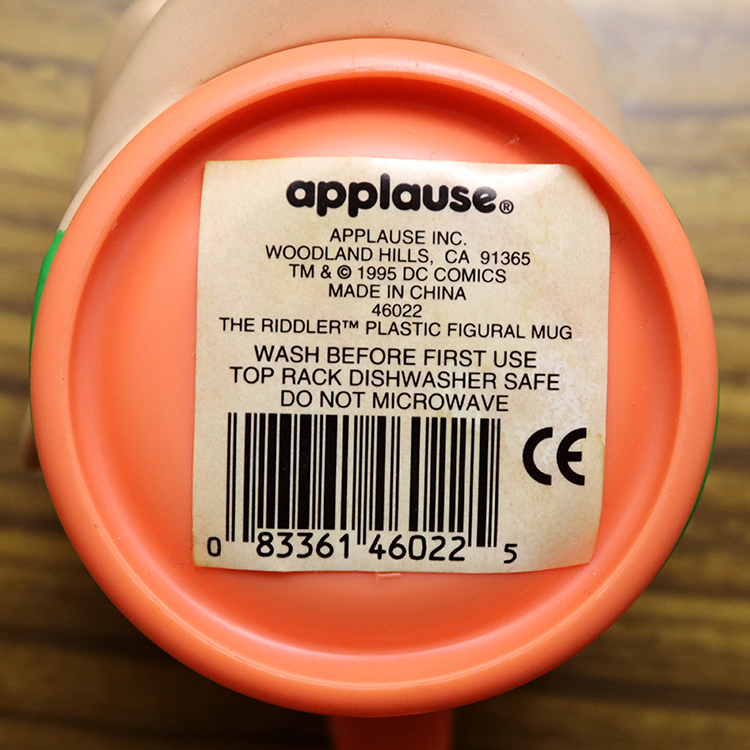 applause®
APPLAUSE INC.
WOODLAND HILLS, CA 91365
TM & © 1995 DC COMICS
MADE IN CHINA
46022
THE RIDDLER™ PLASTIC FIGURAL MUG
WASH BEFORE FIRST USE
TOP RACK DISHWASHER SAFE
DO NOT MICROWAVE
CE
0 83361 46022 5